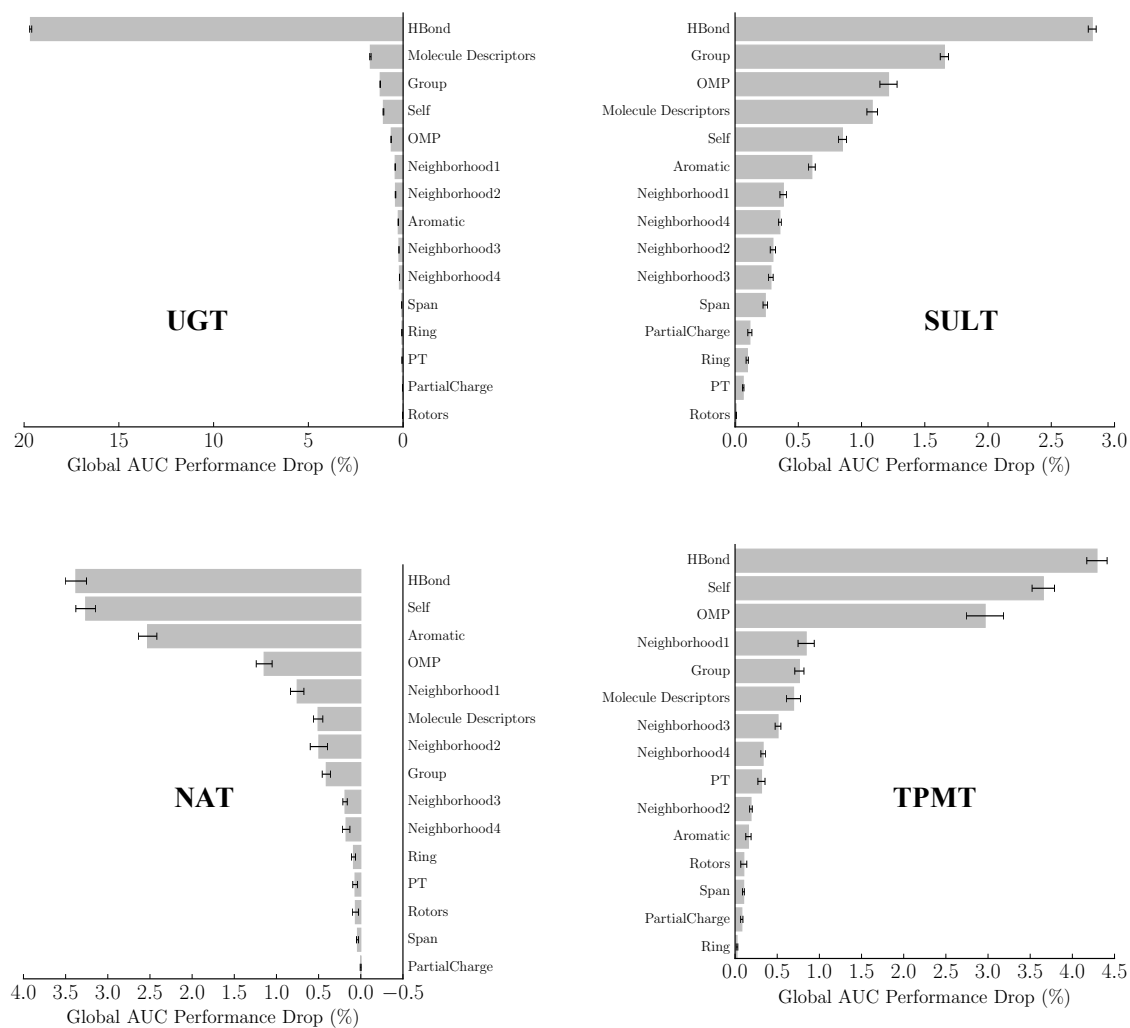 HBond
Molecule Descriptors
Group
Self
OMP
Neighborhood1
Neighborhood2
Aromatic
Neighborhood3
Neighborhood4
Span
Ring
PT
PartialCharge
Rotors
UGT
20 15 10 5 0
Global AUC Performance Drop (%)
HBond
Group
OMP
Molecule Descriptors
Self
Aromatic
Neighborhood1
Neighborhood4
Neighborhood2
Neighborhood3
Span
PartialCharge
Ring
PT
Rotors
SULT
0.0 0.5 1.0 1.5 2.0 2.5 3.0
Global AUC Performance Drop (%)
HBond
Self
Aromatic
OMP
Neighborhood1
Molecule Descriptors
Neighborhood2
Group
Neighborhood3
Neighborhood4
Ring
PT
Rotors
Span
PartialCharge
NAT
4.0 3.5 3.0 2.5 2.0 1.5 1.0 0.5 0.0 −0.5
Global AUC Performance Drop (%)
HBond
Self
OMP
Neighborhood1
Group
Molecule Descriptors
Neighborhood3
Neighborhood4
PT
Neighborhood2
Aromatic
Rotors
Span
PartialCharge
Ring
TPMT
0.0 0.5 1.0 1.5 2.0 2.5 3.0 3.5 4.0 4.5
Global AUC Performance Drop (%)